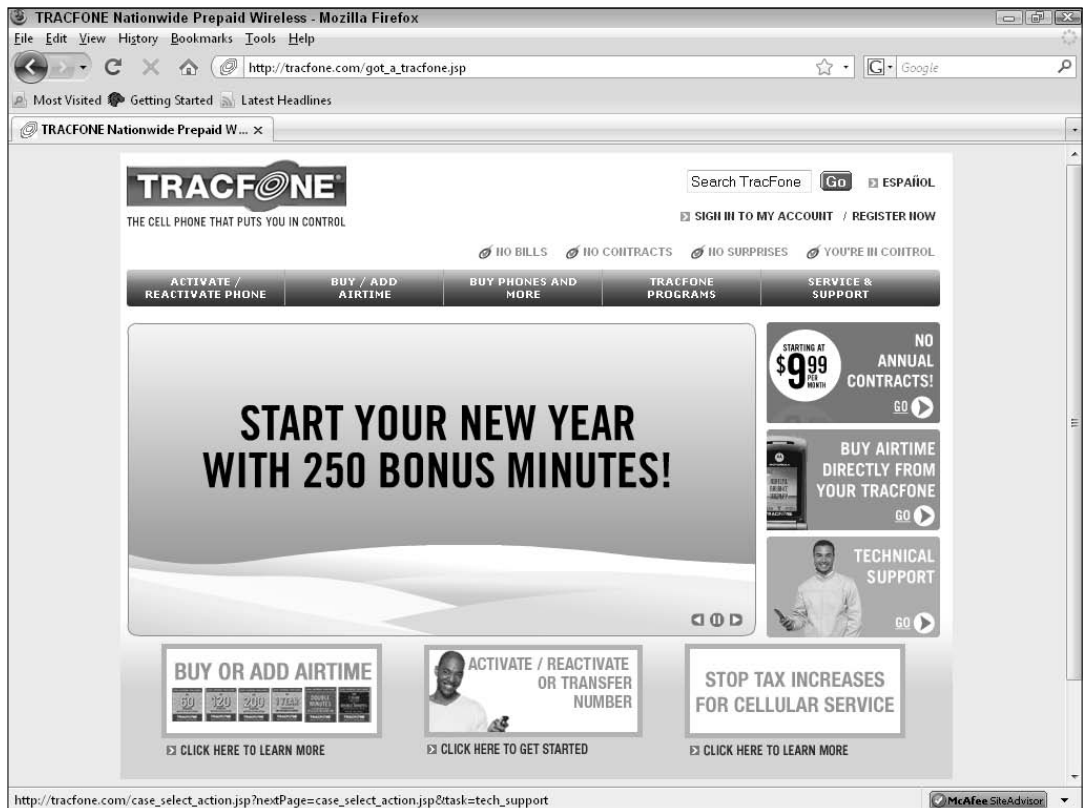 TRACFONE Nationwide Prepaid Wireless - Mozilla Firefox
File Edit View History Bookmarks Tools Help
http://tracfone.com/got_a_tracfone.jsp
G Google
Most Visited Getting Started Latest Headlines
TRACFONE Nationwide Prepaid W... ×
TRACFONE
THE CELL PHONE THAT PUTS YOU IN CONTROL
Search TracFone Go ESPAÑOL
SIGN IN TO MY ACCOUNT / REGISTER NOW
NO BILLS NO CONTRACTS NO SURPRISES YOU'RE IN CONTROL
ACTIVATE / REACTIVATE PHONE
BUY / ADD AIRTIME
BUY PHONES AND MORE
TRACFONE PROGRAMS
SERVICE & SUPPORT
START YOUR NEW YEAR
WITH 250 BONUS MINUTES!
STARTING AT
$9.99
PER MONTH
NO
ANNUAL
CONTRACTS!
GO
BUY AIRTIME
DIRECTLY FROM
YOUR TRACFONE
GO
TECHNICAL
SUPPORT
GO
BUY OR ADD AIRTIME
60 120 200 1 YEAR DOUBLE MINUTES
CLICK HERE TO LEARN MORE
ACTIVATE / REACTIVATE
OR TRANSFER
NUMBER
CLICK HERE TO GET STARTED
STOP TAX INCREASES
FOR CELLULAR SERVICE
CLICK HERE TO LEARN MORE
http://tracfone.com/case_select_action.jsp?nextPage=case_select_action.jsp&task=tech_support
McAfee SiteAdvisor